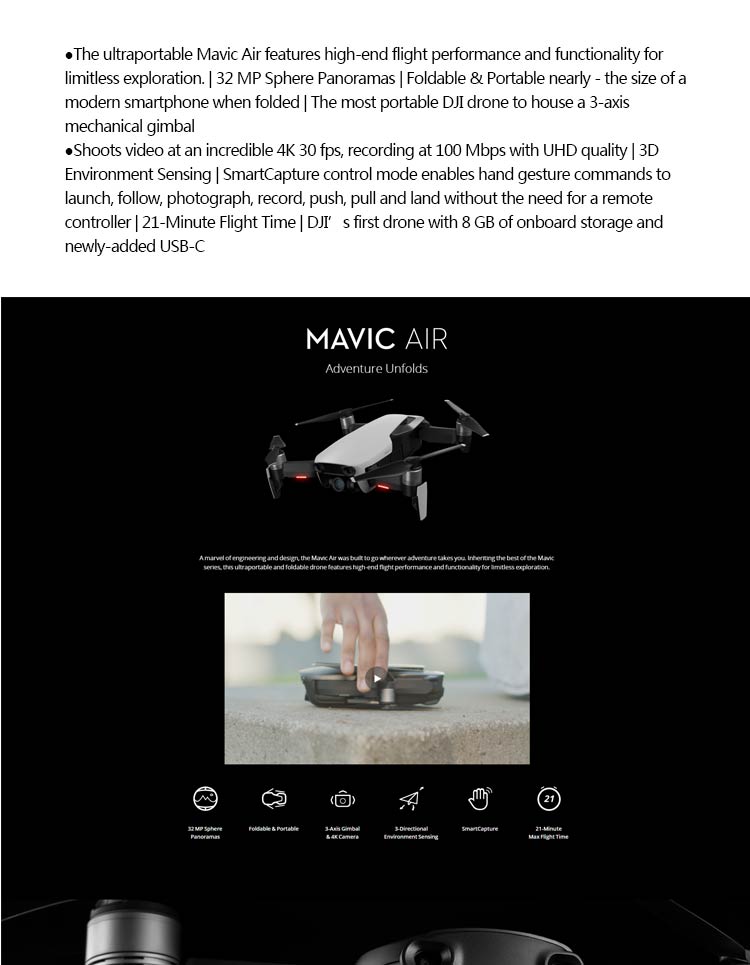 ●The ultraportable Mavic Air features high-end flight performance and functionality for
limitless exploration. | 32 MP Sphere Panoramas | Foldable & Portable nearly - the size of a
modern smartphone when folded | The most portable DJI drone to house a 3-axis
mechanical gimbal
●Shoots video at an incredible 4K 30 fps, recording at 100 Mbps with UHD quality | 3D
Environment Sensing | SmartCapture control mode enables hand gesture commands to
launch, follow, photograph, record, push, pull and land without the need for a remote
controller | 21-Minute Flight Time | DJI’s first drone with 8 GB of onboard storage and
newly-added USB-C
MAVIC AIR
Adventure Unfolds
A marvel of engineering and design, the Mavic Air was built to go wherever adventure takes you. Inheriting the best of the Mavic
series, this ultraportable and foldable drone features high-end flight performance and functionality for limitless exploration.
21
32 MP Sphere
Panoramas
Foldable & Portable
3-Axis Gimbal
& 4K Camera
3-Directional
Environment Sensing
SmartCapture
21-Minute
Max Flight Time